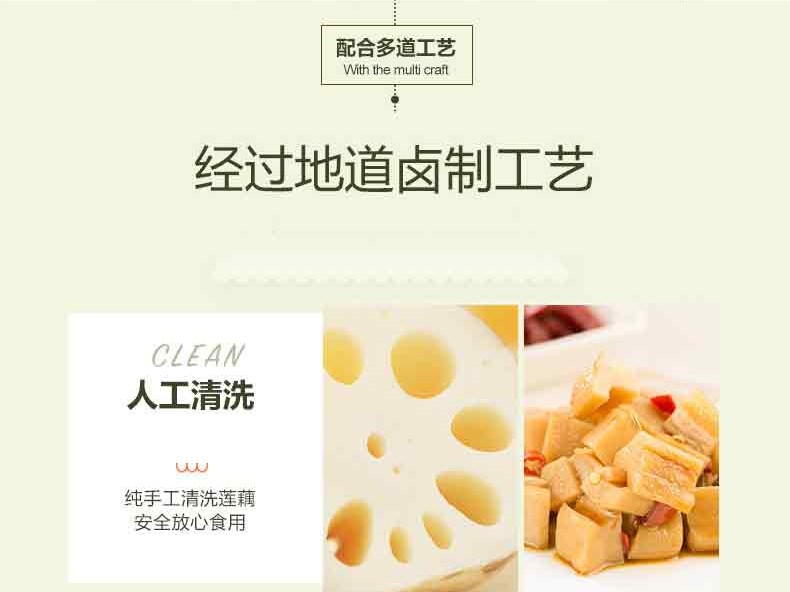 配合多道工艺
With the multi craft
经过地道卤制工艺
CLEAN
人工清洗
纯手工清洗莲藕
安全放心食用